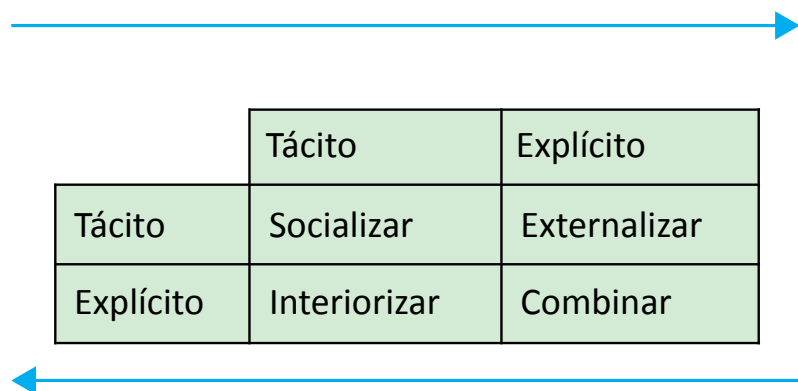 Tácito Explícito
Tácito Socializar Externalizar
Explícito Interiorizar Combinar